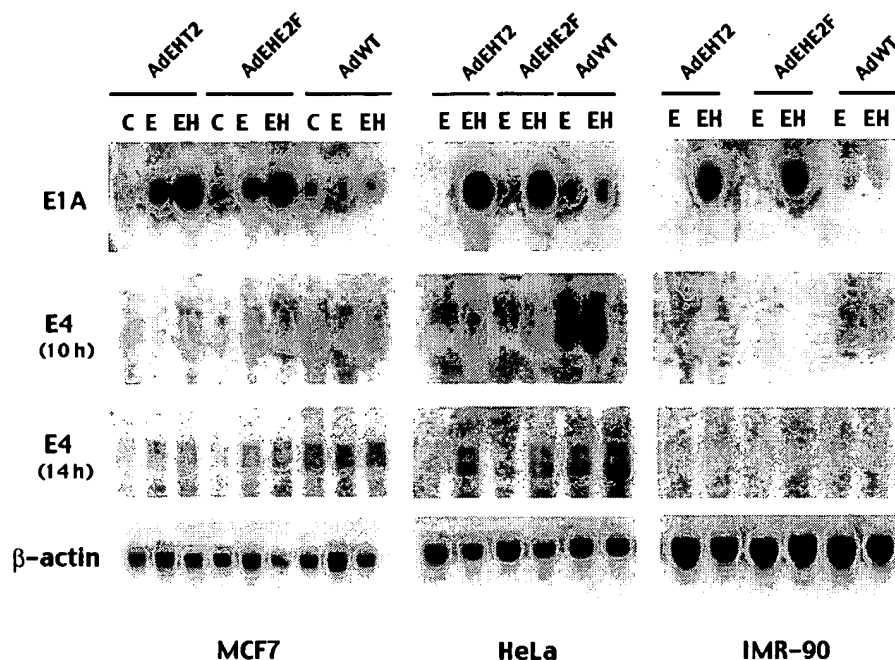 AdEHT2 AdEHE2F AdWT AdEHT2 AdEHE2F AdWT AdEHT2 AdEHE2F AdWT
C E EH C E EH C E EH E EH E EH E EH E EH E EH E EH
E1A
E4
(10 h)
E4
(14 h)
β-actin
MCF7 HeLa IMR-90